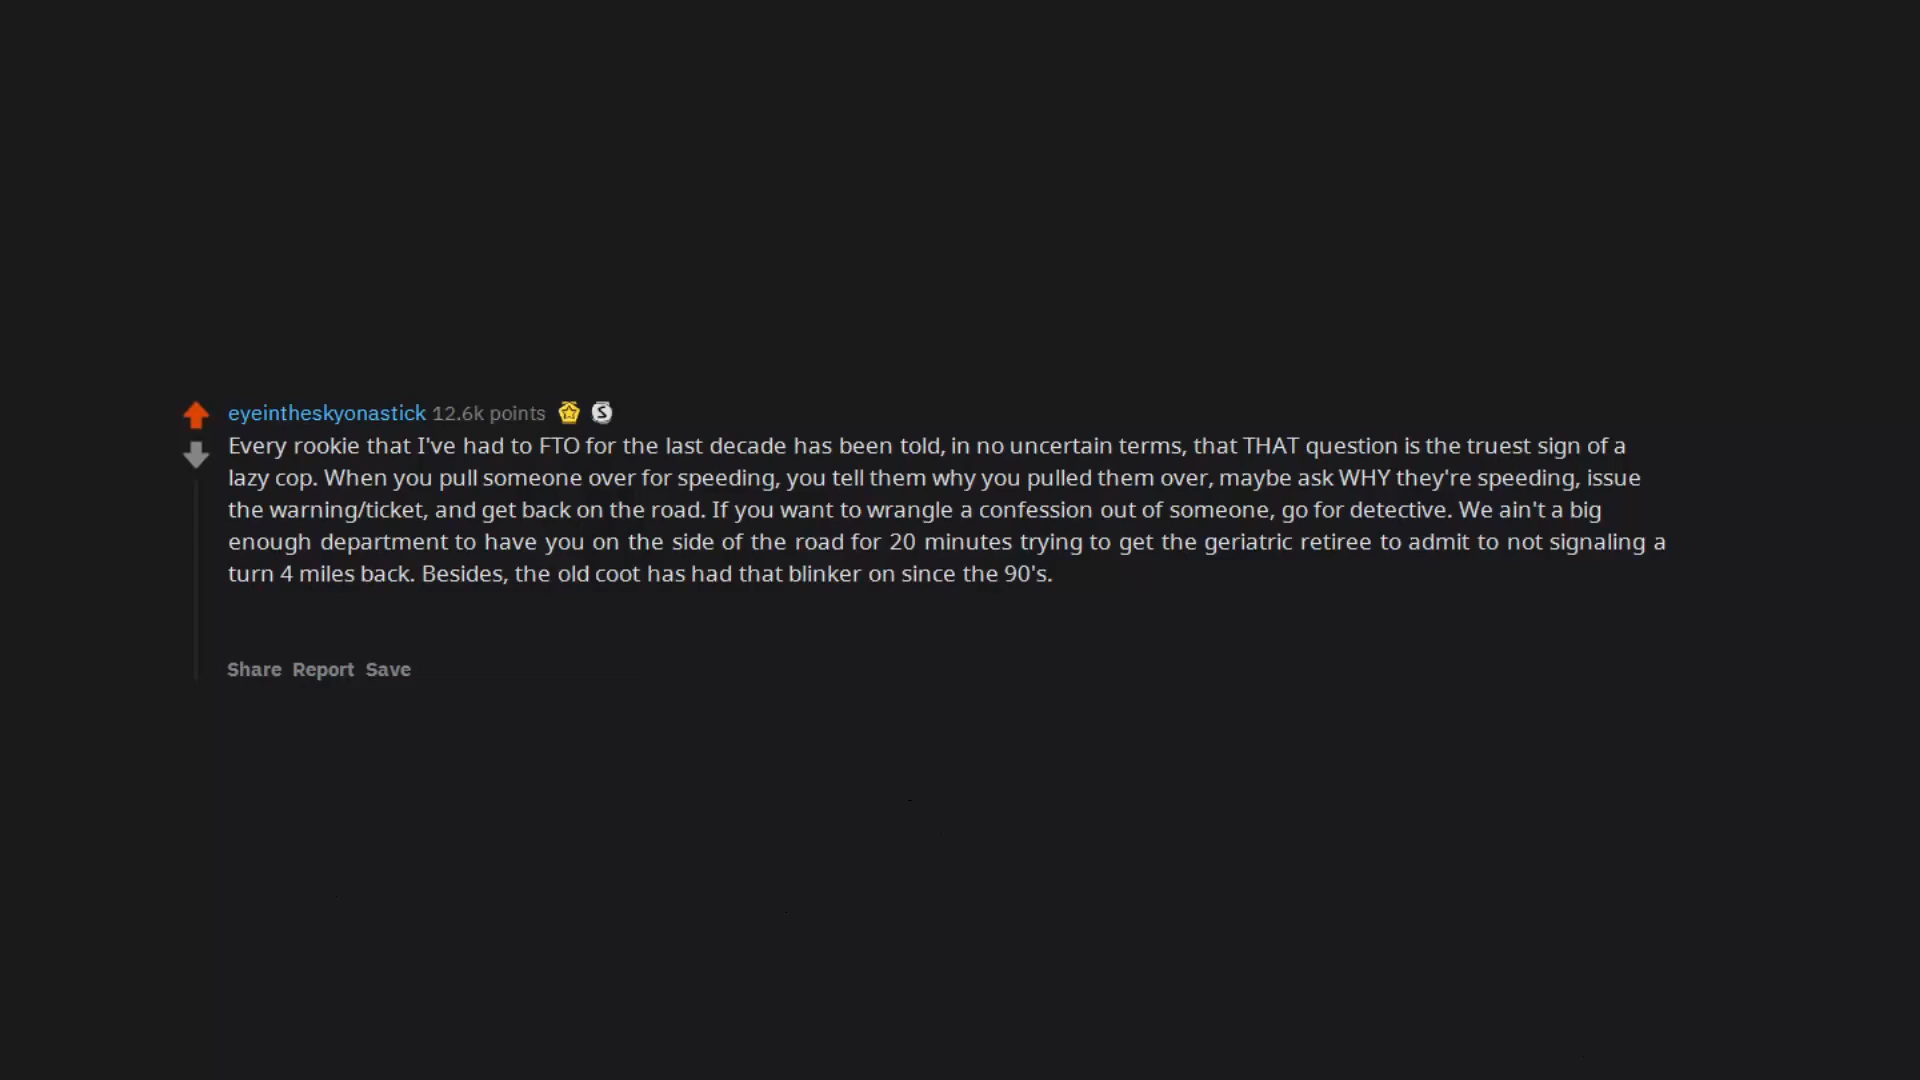 eyeintheskyonastick 12.6k points
Every rookie that I've had to FTO for the last decade has been told, in no uncertain terms, that THAT question is the truest sign of a
lazy cop. When you pull someone over for speeding, you tell them why you pulled them over, maybe ask WHY they're speeding, issue
the warning/ticket, and get back on the road. If you want to wrangle a confession out of someone, go for detective. We ain't a big
enough department to have you on the side of the road for 20 minutes trying to get the geriatric retiree to admit to not signaling a
turn 4 miles back. Besides, the old coot has had that blinker on since the 90's.
Share Report Save